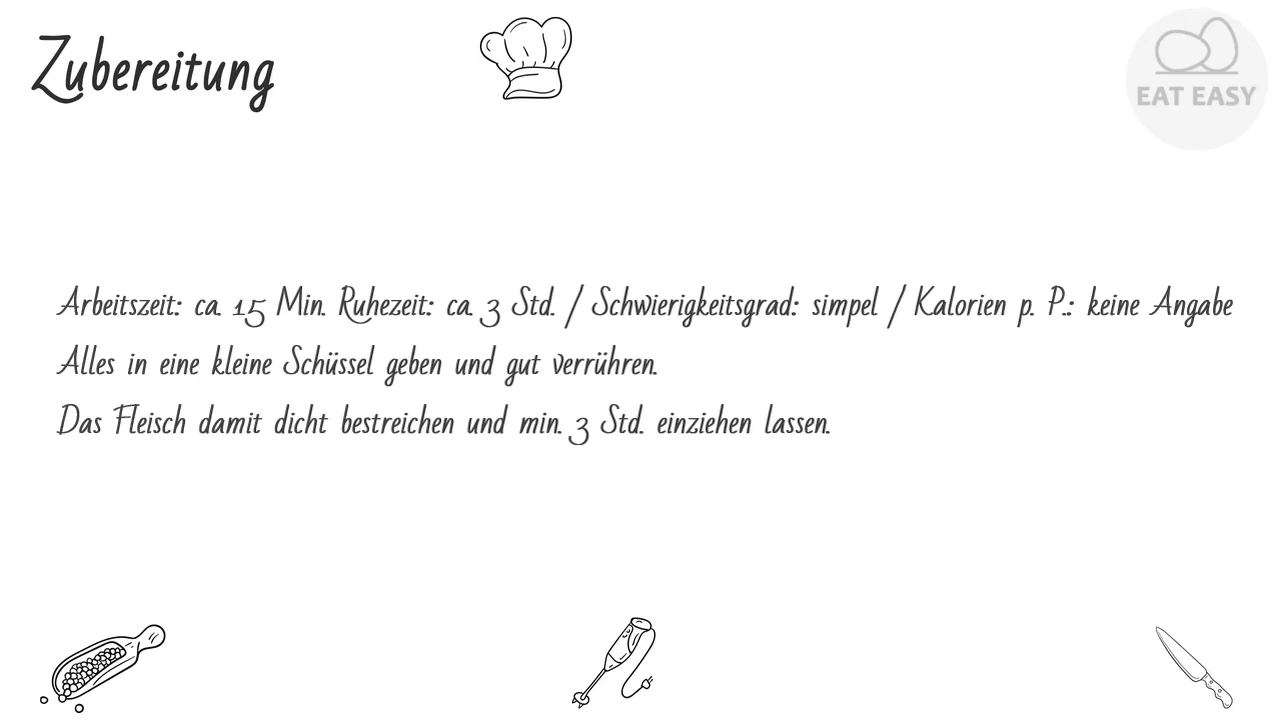 Zubereitung
EAT EASY
Arbeitszeit: ca. 15 Min. Ruhezeit: ca. 3 Std. / Schwierigkeitsgrad: simpel / Kalorien p. P.: keine Angabe
Alles in eine kleine Schüssel geben und gut verrühren.
Das Fleisch damit dicht bestreichen und min. 3 Std. einziehen lassen.